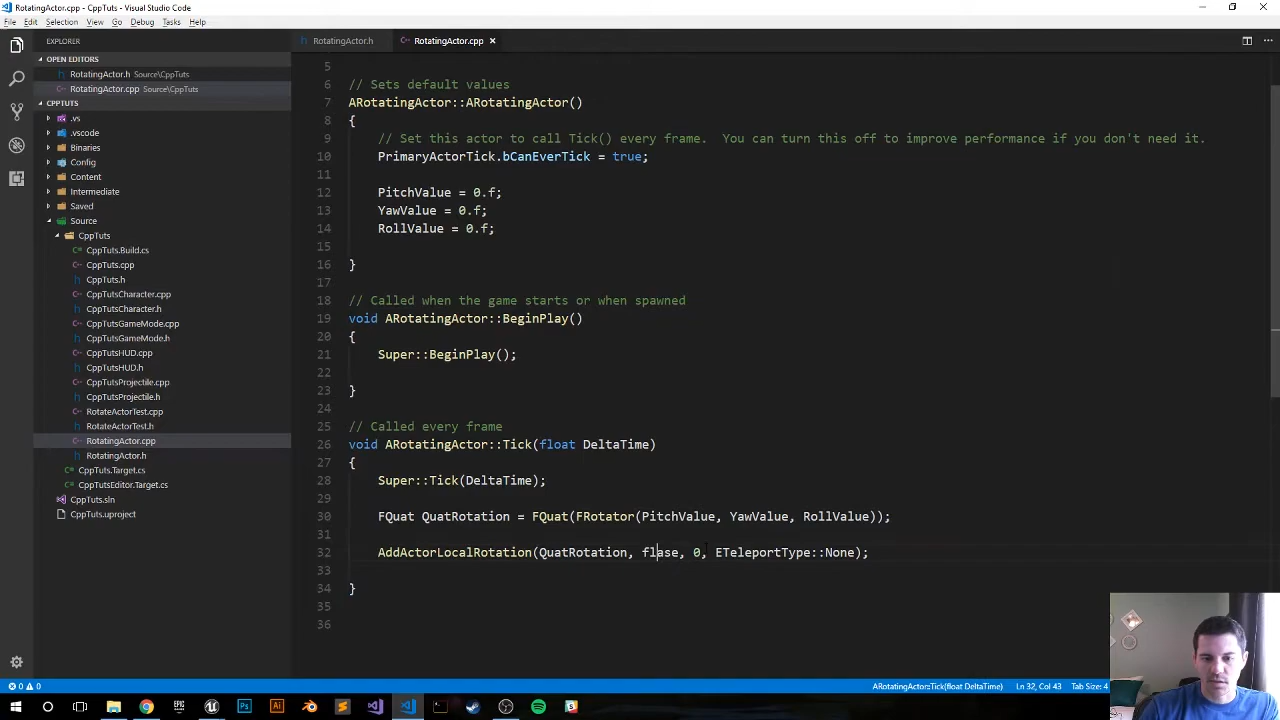 RotatingActor.cpp - CppTuts - Visual Studio Code
File Edit Selection View Go Debug Tasks Help
EXPLORER
OPEN EDITORS
RotatingActor.h Source\CppTuts
RotatingActor.cpp Source\CppTuts
CPPTUTS
.vs
.vscode
Binaries
Config
Content
Intermediate
Saved
Source
CppTuts
CppTuts.Build.cs
CppTuts.cpp
CppTuts.h
CppTutsCharacter.cpp
CppTutsCharacter.h
CppTutsGameMode.cpp
CppTutsGameMode.h
CppTutsHUD.cpp
CppTutsHUD.h
CppTutsProjectile.cpp
CppTutsProjectile.h
RotateActorTest.cpp
RotateActorTest.h
RotatingActor.cpp
RotatingActor.h
CppTuts.Target.cs
CppTutsEditor.Target.cs
CppTuts.sln
CppTuts.uproject
RotatingActor.h RotatingActor.cpp
5
6 // Sets default values
7 ARotatingActor::ARotatingActor()
8 {
9 // Set this actor to call Tick() every frame.  You can turn this off to improve performance if you don't need it.
10 PrimaryActorTick.bCanEverTick = true;
11
12 PitchValue = 0.f;
13 YawValue = 0.f;
14 RollValue = 0.f;
15
16 }
17
18 // Called when the game starts or when spawned
19 void ARotatingActor::BeginPlay()
20 {
21 Super::BeginPlay();
22
23 }
24
25 // Called every frame
26 void ARotatingActor::Tick(float DeltaTime)
27 {
28 Super::Tick(DeltaTime);
29
30 FQuat QuatRotation = FQuat(FRotator(PitchValue, YawValue, RollValue));
31
32 AddActorLocalRotation(QuatRotation, flase, 0, ETeleportType::None);
33
34 }
35
36
0 0 ARotatingActor::Tick(float DeltaTime) Ln 32, Col 43 Tab Size: 4